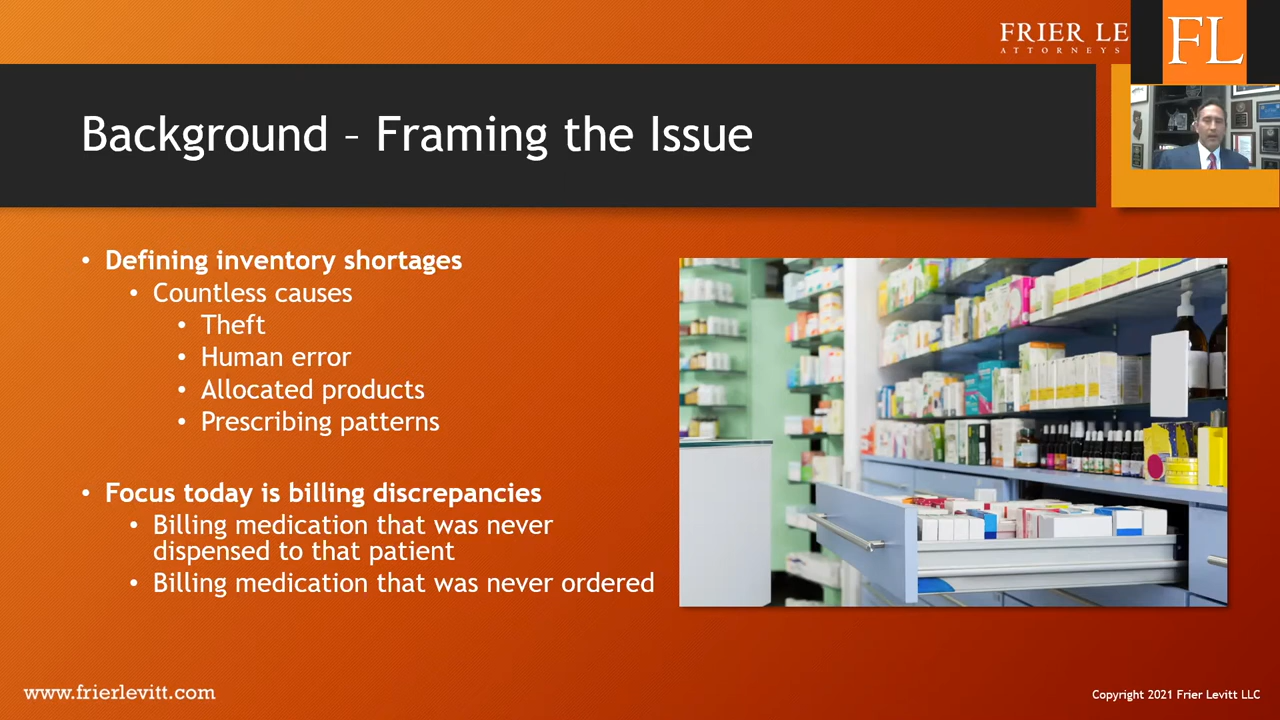 FRIER LE
ATTORNEYS
FL
Background – Framing the Issue
• Defining inventory shortages
• Countless causes
• Theft
• Human error
• Allocated products
• Prescribing patterns
• Focus today is billing discrepancies
• Billing medication that was never
dispensed to that patient
• Billing medication that was never ordered
www.frierlevitt.com
Copyright 2021 Frier Levitt LLC